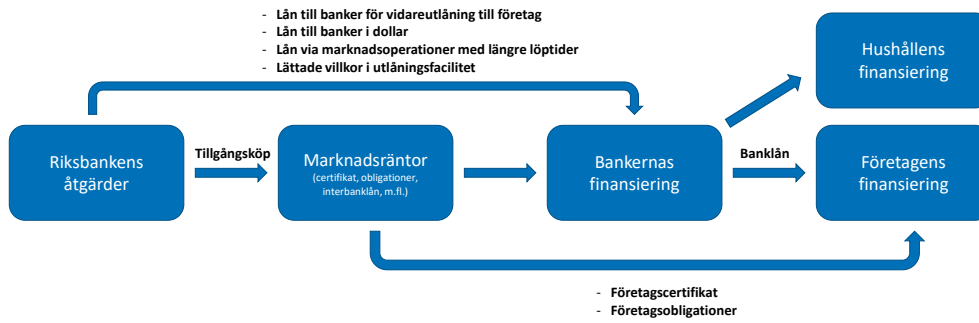 - Lån till banker för vidareutlåning till företag
- Lån till banker i dollar
- Lån via marknadsoperationer med längre löptider
- Lättade villkor i utlåningsfacilitet
Hushållens
finansiering
Riksbankens
åtgärder
Tillgångsköp
Marknadsräntor
(certifikat, obligationer,
interbanklån, m.fl.)
Bankernas
finansiering
Banklån
Företagens
finansiering
- Företagscertifikat
- Företagsobligationer